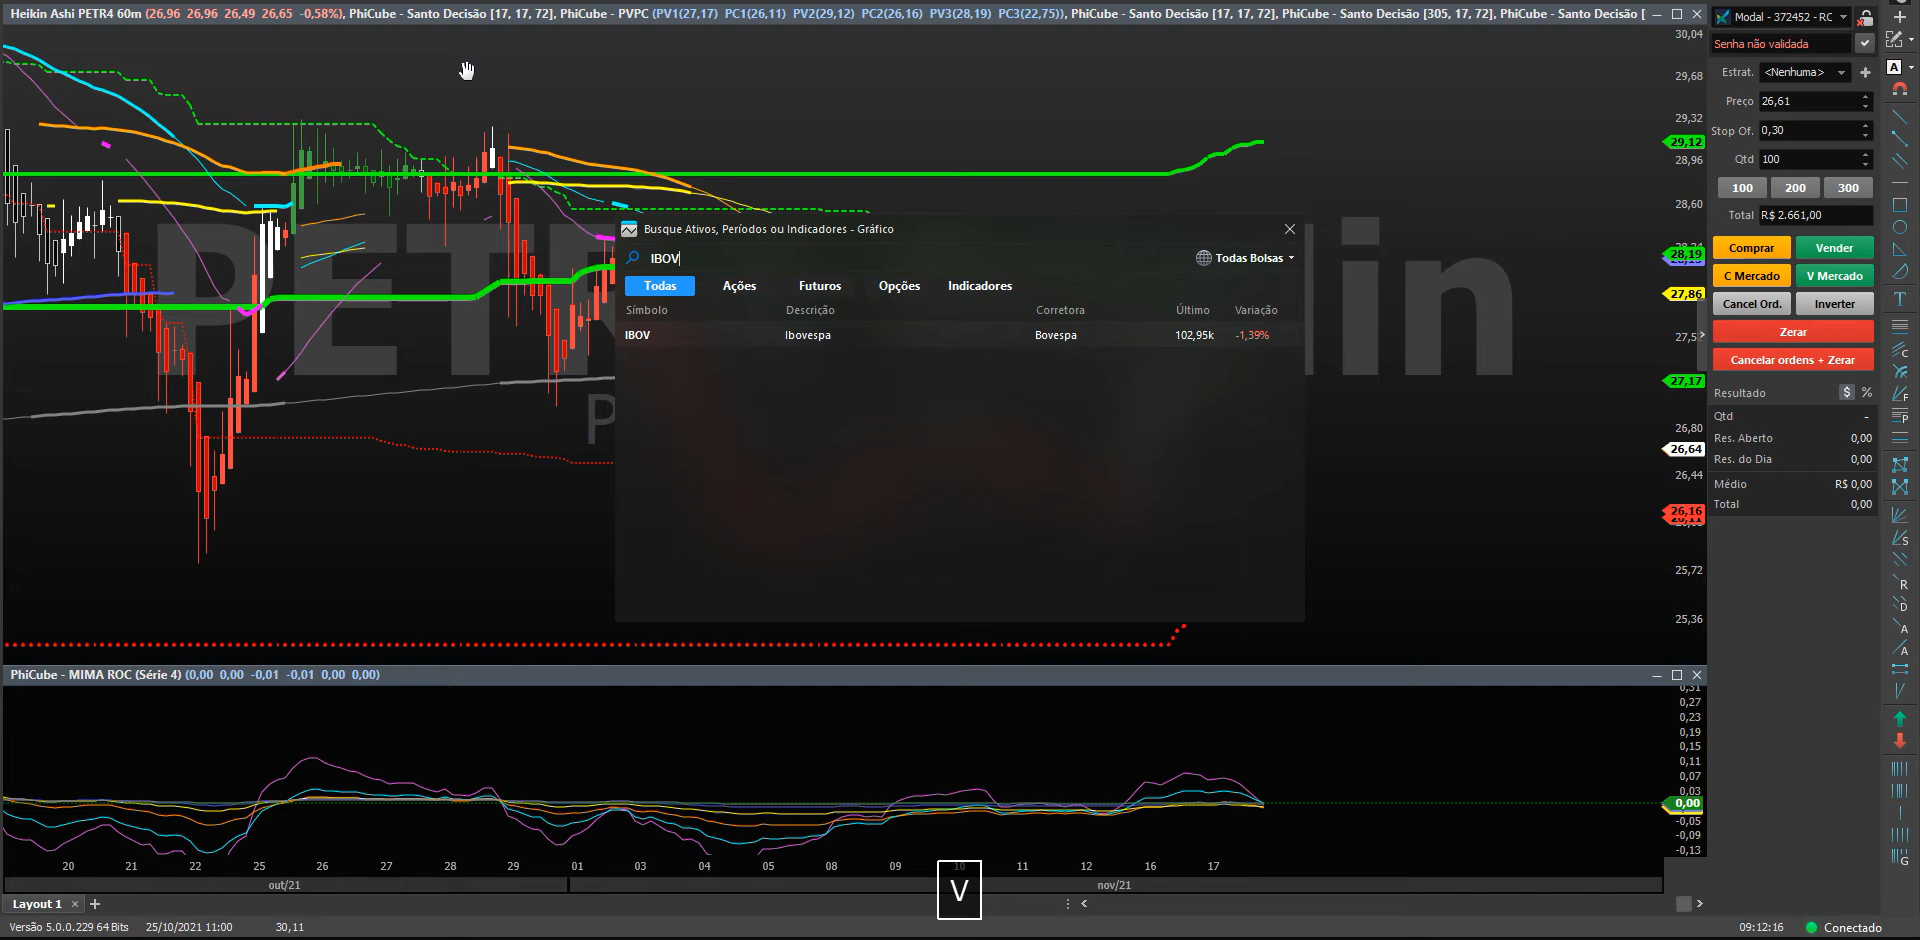 Heikin Ashi PETR4 60m (26,96 26,96 26,49 26,65 -0,58%), PhiCube - Santo Decisão [17, 17, 72], PhiCube - PVPC (PV1(27,17) PC1(26,11) PV2(29,12) PC2(26,16) PV3(28,19) PC3(22,75)), PhiCube - Santo Decisão [17, 17, 72], PhiCube - Santo Decisão [305, 17, 72], PhiCube - Santo Decisão [
30,04
29,68
29,32
29,12
28,96
28,60
28,24
28,19
27,86
27,17
26,80
26,64
26,44
26,16
26,11
25,72
25,36
Busque Ativos, Períodos ou Indicadores - Gráfico
IBOV
Todas Bolsas
Todas Ações Futuros Opções Indicadores
Símbolo Descrição Corretora Último Variação
IBOV Ibovespa Bovespa 102,95k -1,39%
PhiCube - MIMA ROC (Série 4) (0,00 0,00 -0,01 -0,01 0,00 0,00)
0,31
0,27
0,23
0,19
0,15
0,11
0,07
0,03
0,00
-0,05
-0,09
-0,13
20 21 22 25 26 27 28 29 01 03 04 05 08 09 10 11 12 16 17
out/21 nov/21
V
Layout 1
Versão 5.0.0.229 64 Bits 25/10/2021 11:00 30,11
09:12:16 Conectado
Modal - 372452 - RC
Senha não validada
Estrat. <Nenhuma>
Preço 26,61
Stop Of. 0,30
Qtd 100
100 200 300
Total R$ 2.661,00
Comprar Vender
C Mercado V Mercado
Cancel Ord. Inverter
Zerar
Cancelar ordens + Zerar
Resultado $ %
Qtd -
Res. Aberto 0,00
Res. do Dia 0,00
Médio R$ 0,00
Total 0,00
A
T
C
F
P
S
R
D
A
A
G